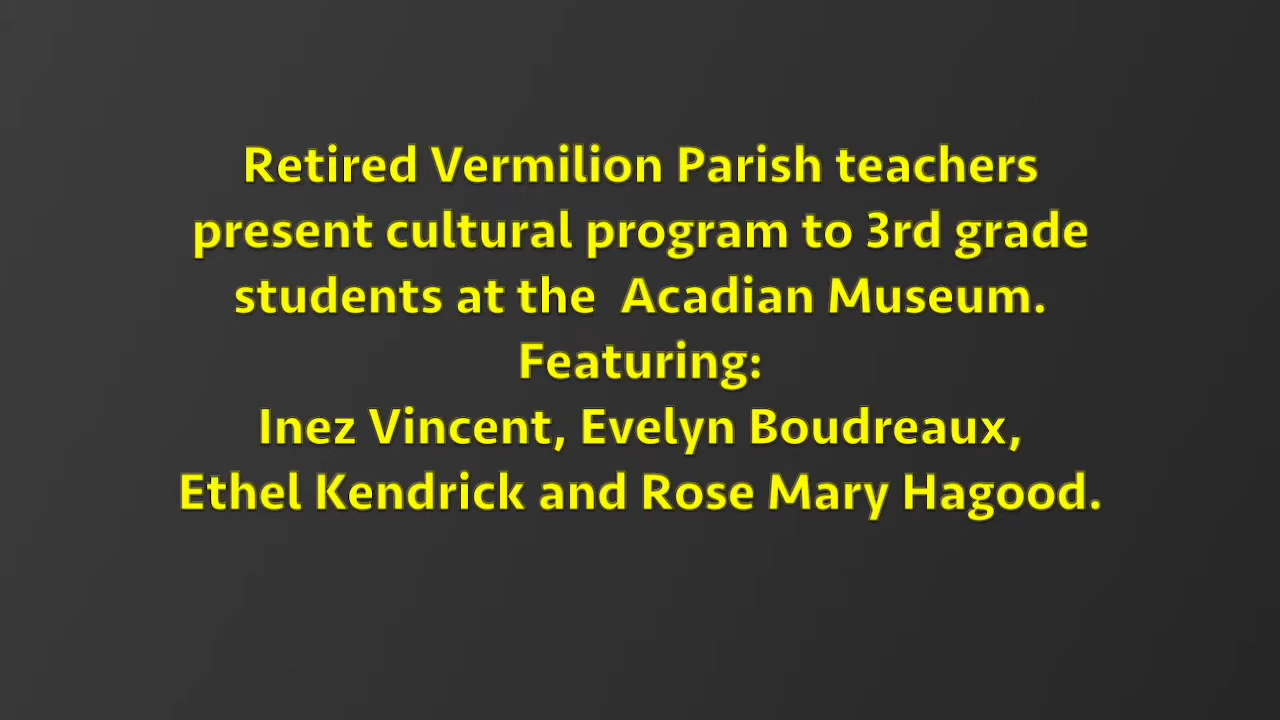 Retired Vermilion Parish teachers
present cultural program to 3rd grade
students at the  Acadian Museum.
Featuring:
Inez Vincent, Evelyn Boudreaux,
Ethel Kendrick and Rose Mary Hagood.